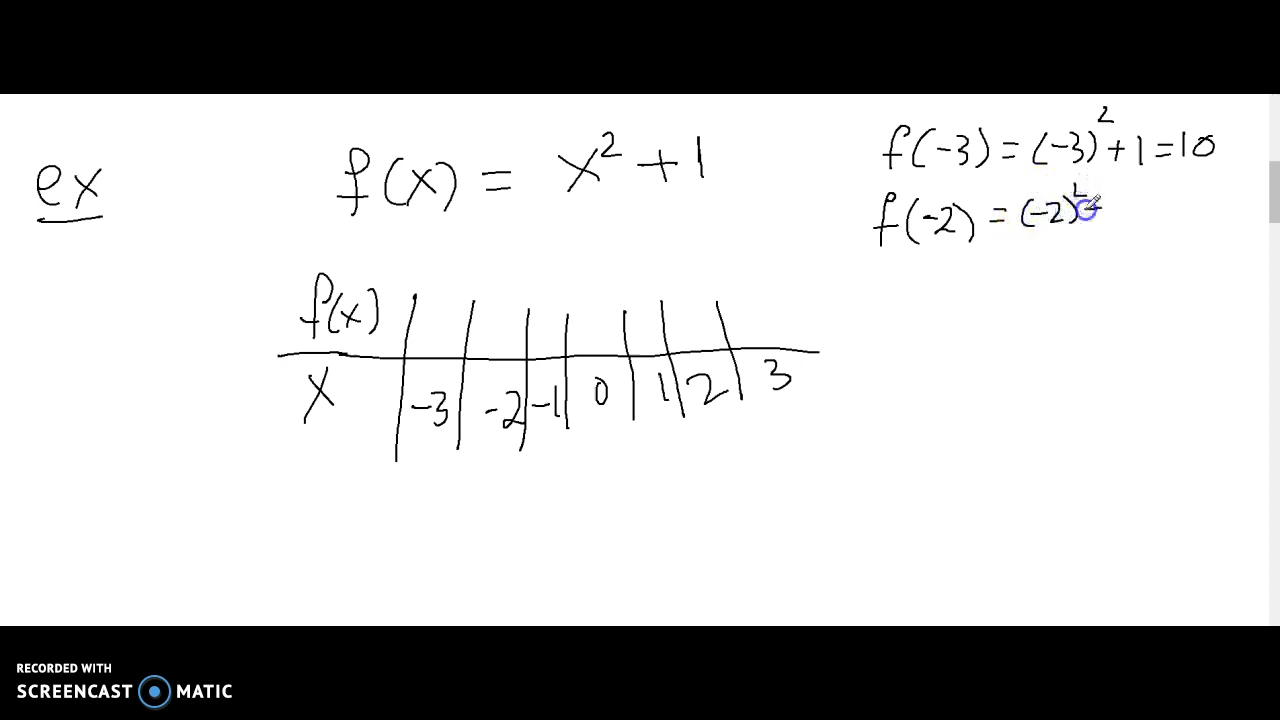 ex
f(x) = x² + 1
f(-3) = (-3)² + 1 = 10
f(-2) = (-2)² +
f(x)
x -3 -2 -1 0 1 2 3
RECORDED WITH
SCREENCAST MATIC